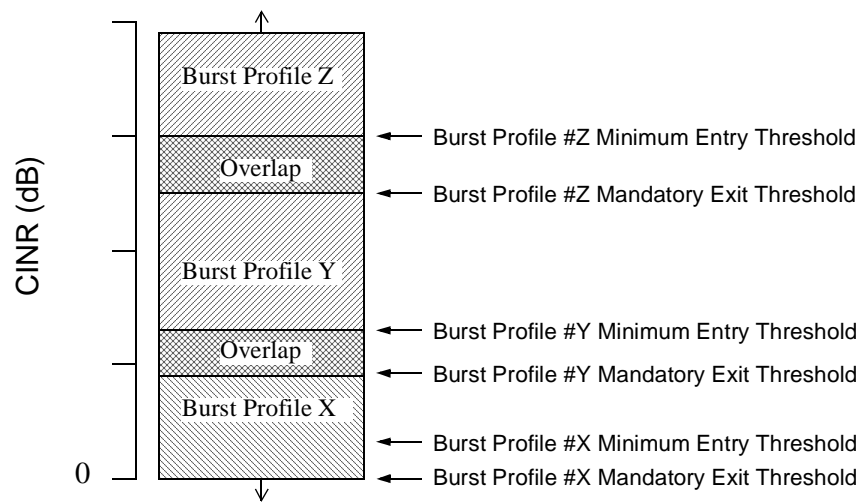 Burst Profile Z
Burst Profile #Z Minimum Entry Threshold
Overlap
Burst Profile #Z Mandatory Exit Threshold
CINR (dB)
Burst Profile Y
Burst Profile #Y Minimum Entry Threshold
Overlap
Burst Profile #Y Mandatory Exit Threshold
Burst Profile X
Burst Profile #X Minimum Entry Threshold
0
Burst Profile #X Mandatory Exit Threshold